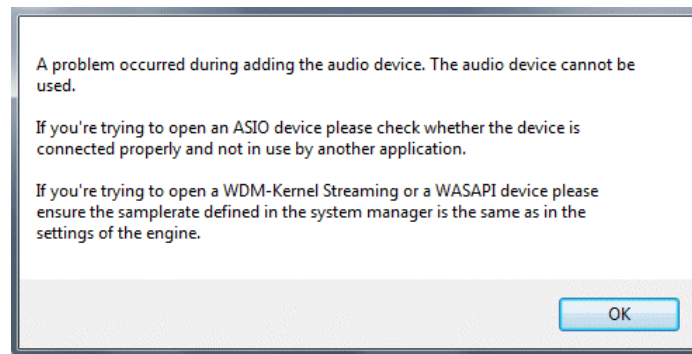 A problem occurred during adding the audio device. The audio device cannot be
used.
If you're trying to open an ASIO device please check whether the device is
connected properly and not in use by another application.
If you're trying to open a WDM-Kernel Streaming or a WASAPI device please
ensure the samplerate defined in the system manager is the same as in the
settings of the engine.
OK